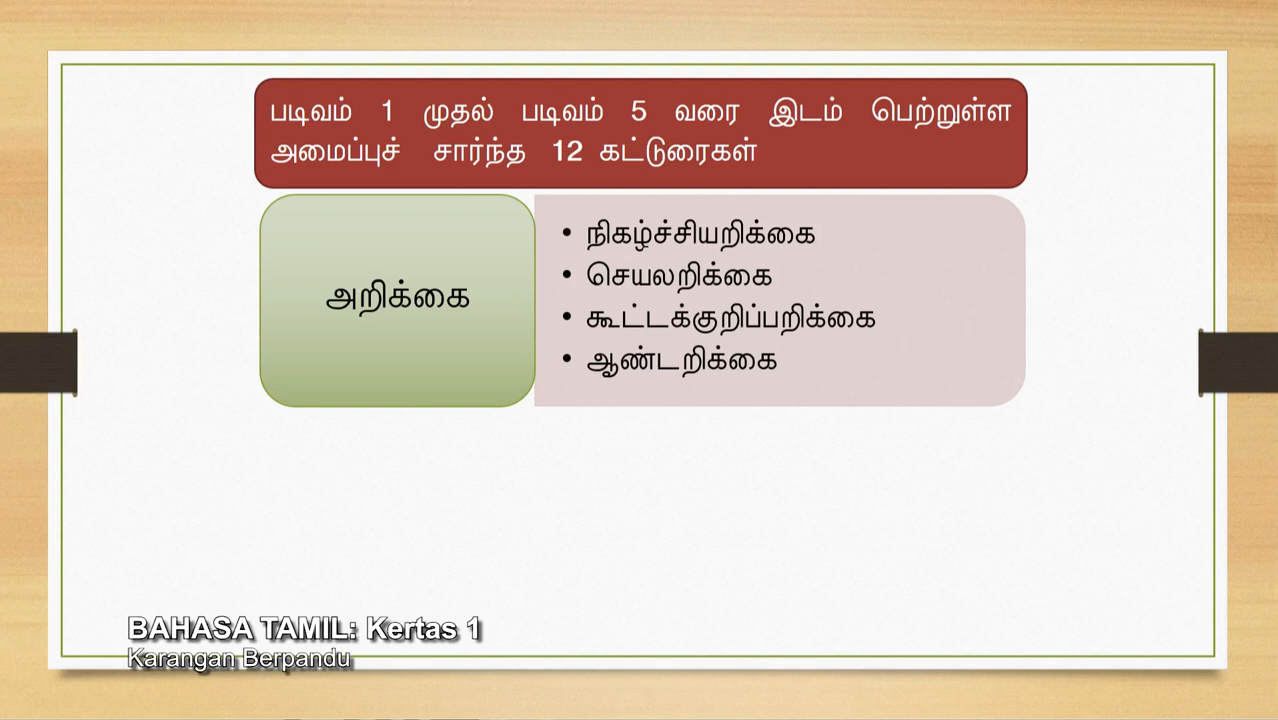 படிவம் 1 முதல் படிவம் 5 வரை இடம் பெற்றுள்ள
அமைப்புச் சார்ந்த 12 கட்டுரைகள்
அறிக்கை
• நிகழ்ச்சியறிக்கை
• செயலறிக்கை
• கூட்டக்குறிப்பறிக்கை
• ஆண்டறிக்கை
BAHASA TAMIL: Kertas 1
Karangan Berpandu